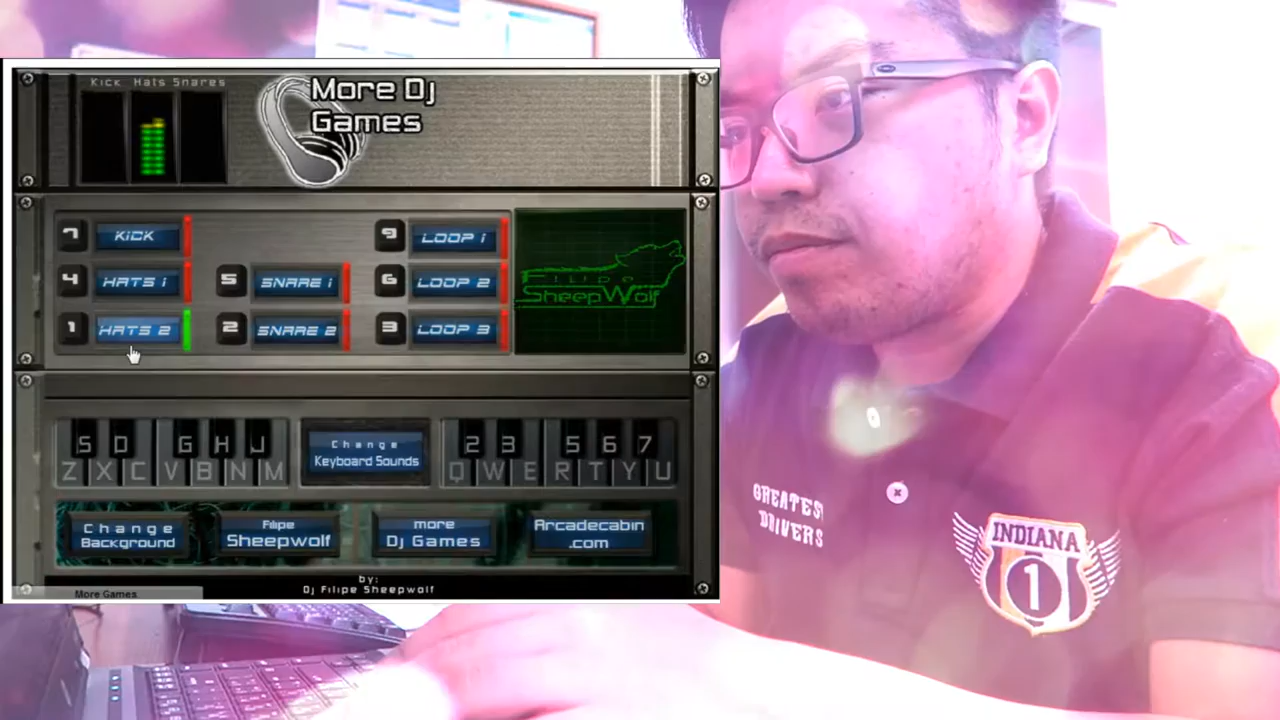 Kick Hats Snares
More Dj
Games
7 KICK
9 LOOP 1
4 HATS 1
5 SNARE 1
6 LOOP 2
1 HATS 2
2 SNARE 2
3 LOOP 3
Filipe
SheepWolf
S D G H J
Z X C V B N M
Change
Keyboard Sounds
2 3 5 6 7
Q W E R T Y U
Change
Background
Filipe
Sheepwolf
more
Dj Games
Arcadecabin
.com
by:
Dj Filipe Sheepwolf
More Games
GREATEST
DRIVERS
INDIANA
1